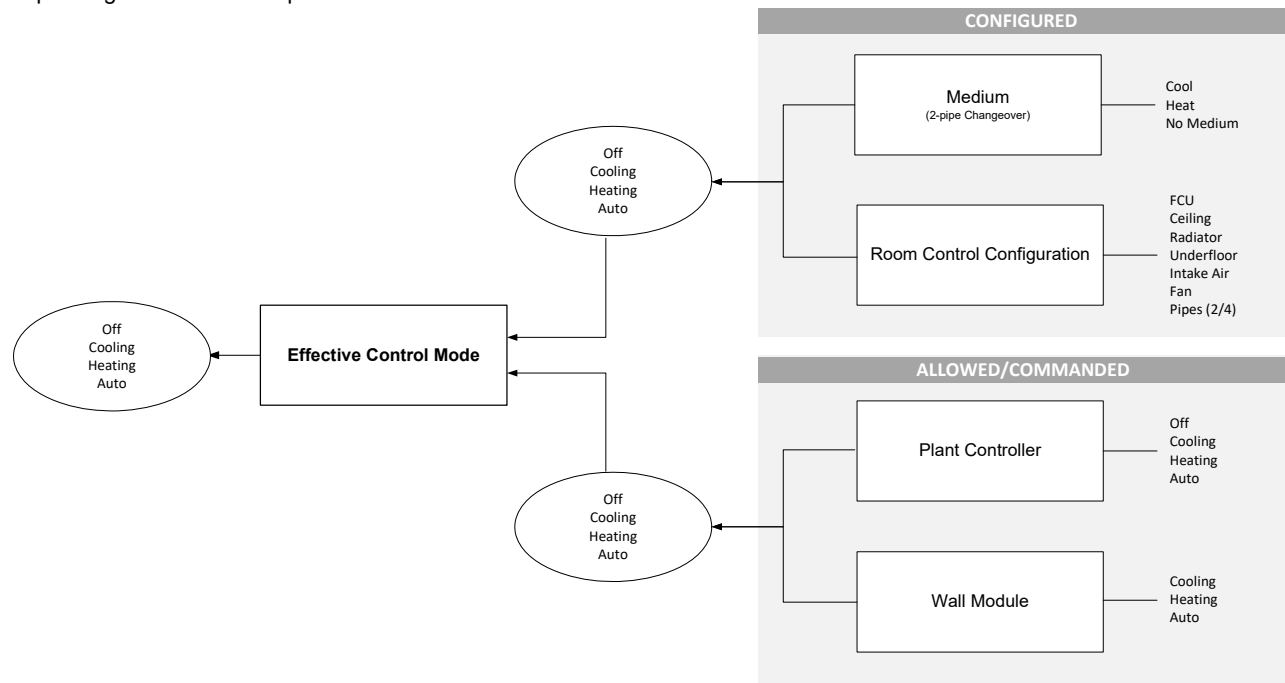 CONFIGURED
Medium
(2-pipe Changeover)
Cool
Heat
No Medium
Off
Cooling
Heating
Auto
Room Control Configuration
FCU
Ceiling
Radiator
Underfloor
Intake Air
Fan
Pipes (2/4)
Off
Cooling
Heating
Auto
Effective Control Mode
ALLOWED/COMMANDED
Plant Controller
Off
Cooling
Heating
Auto
Off
Cooling
Heating
Auto
Wall Module
Cooling
Heating
Auto